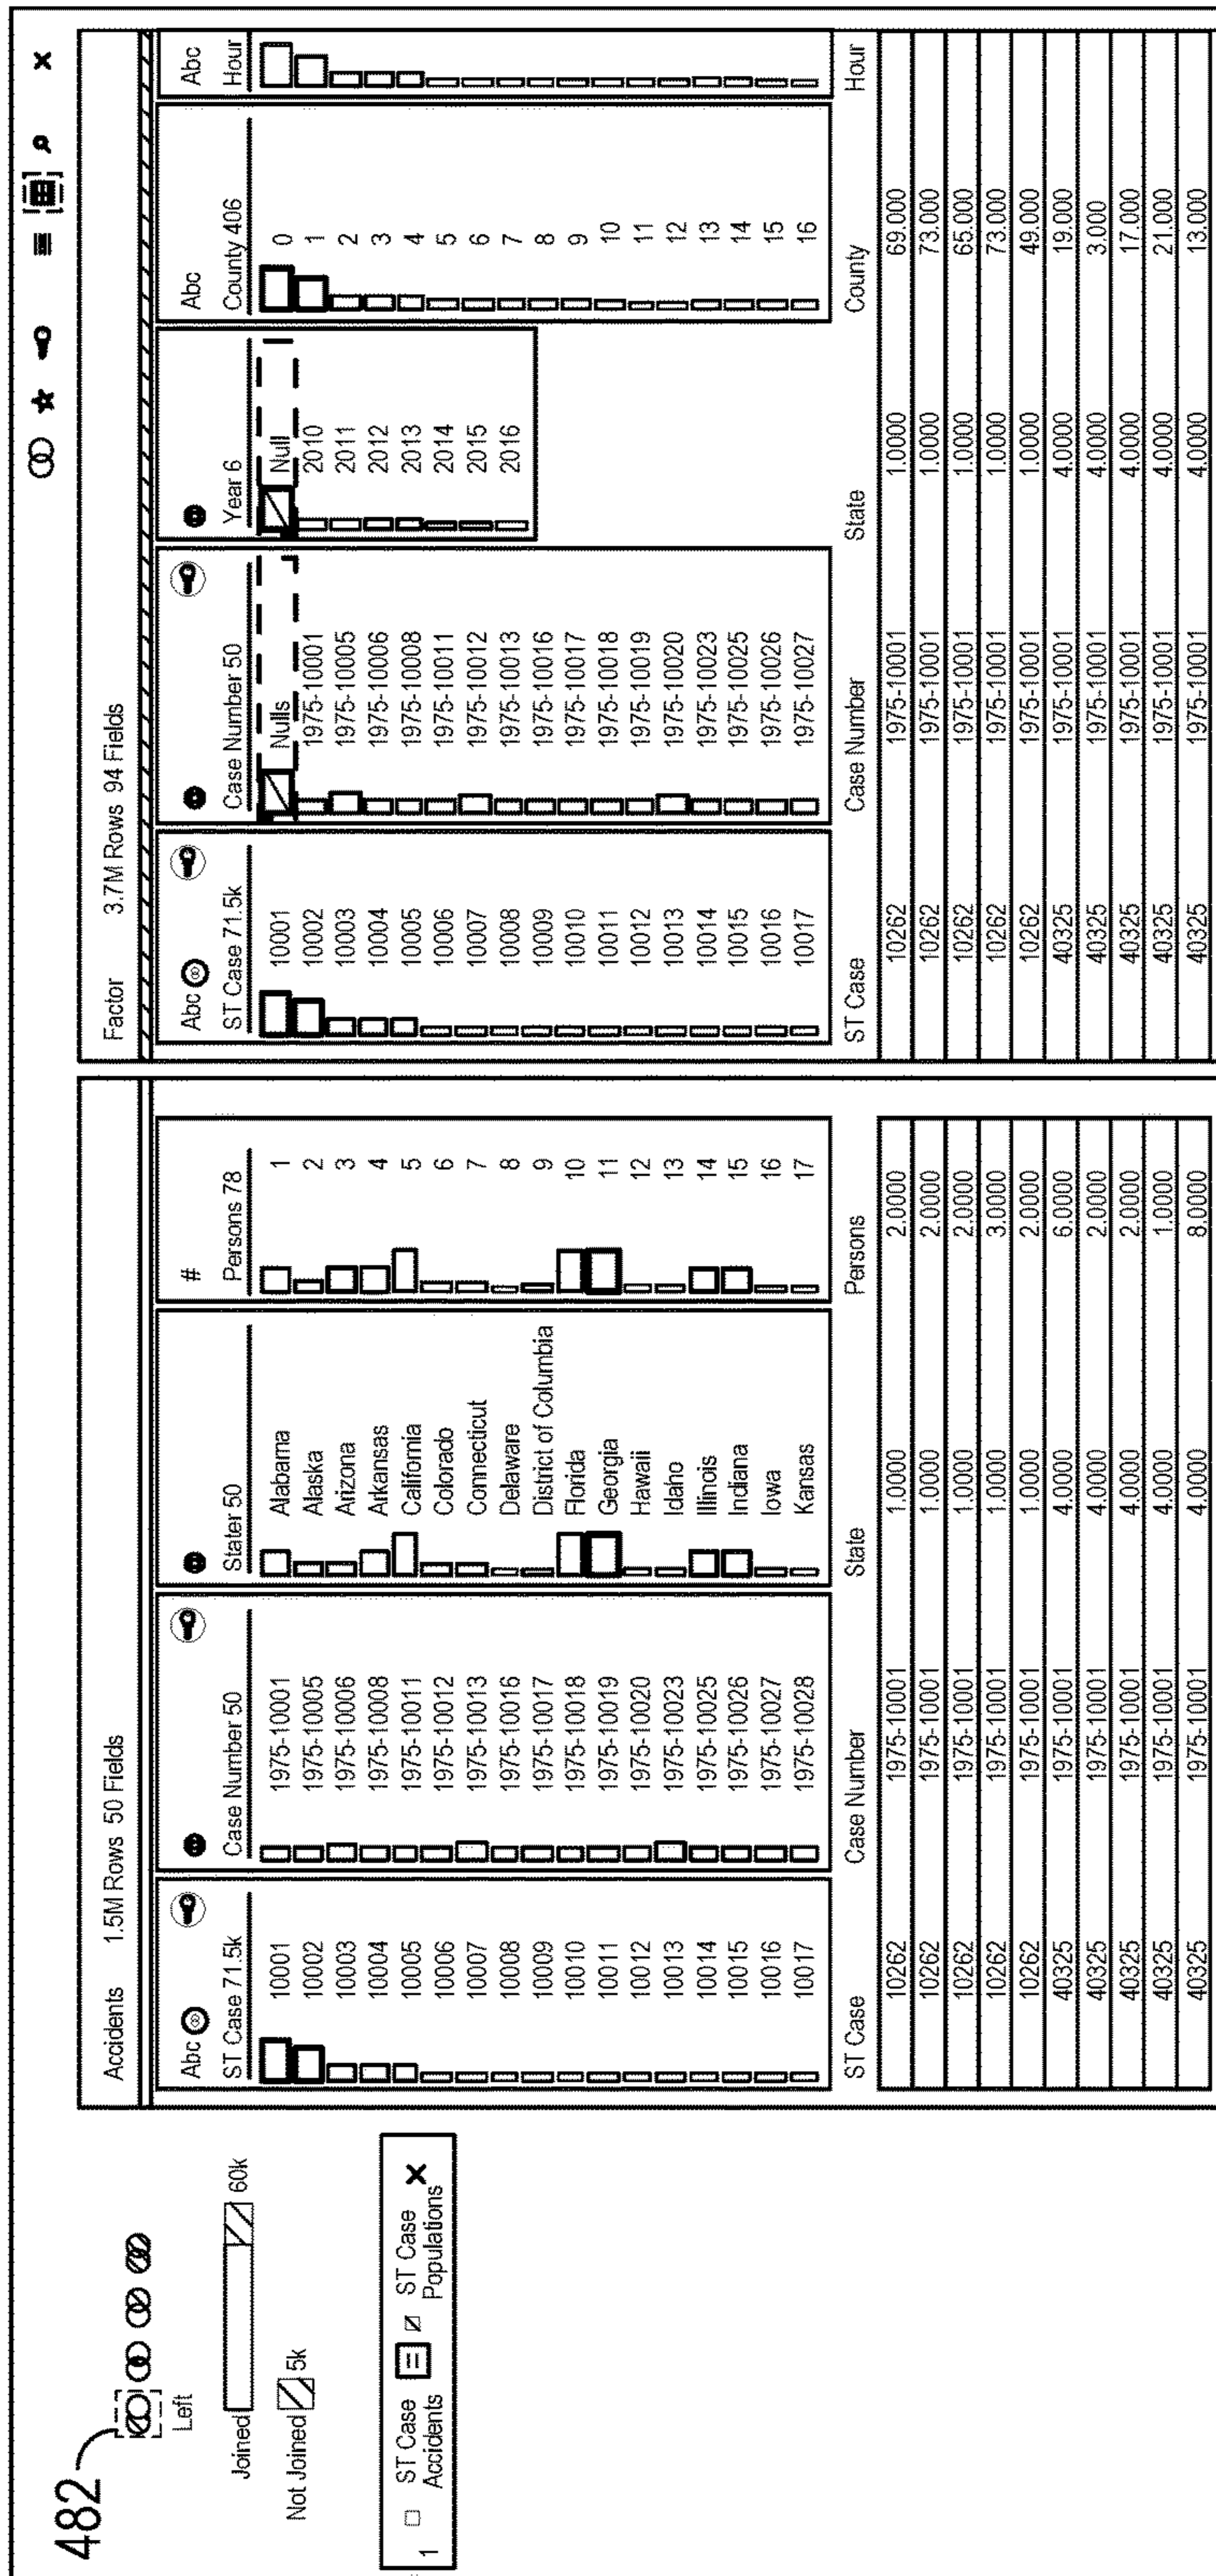 482
Left
Joined 60k
Not Joined 5k
1 ST Case Accidents = ST Case Populations X
Accidents 1.5M Rows 50 Fields
Abc
ST Case 71.5k
10001
10002
10003
10004
10005
10006
10007
10008
10009
10010
10011
10012
10013
10014
10015
10016
10017
Case Number 50
1975-10001
1975-10005
1975-10006
1975-10008
1975-10011
1975-10012
1975-10013
1975-10016
1975-10017
1975-10018
1975-10019
1975-10020
1975-10023
1975-10025
1975-10026
1975-10027
1975-10028
Stater 50
Alabama
Alaska
Arizona
Arkansas
California
Colorado
Connecticut
Delaware
District of Columbia
Florida
Georgia
Hawaii
Idaho
Illinois
Indiana
Iowa
Kansas
#
Persons 78
1
2
3
4
5
6
7
8
9
10
11
12
13
14
15
16
17
ST Case Case Number State Persons
10262 1975-10001 1.0000 2.0000
10262 1975-10001 1.0000 2.0000
10262 1975-10001 1.0000 2.0000
10262 1975-10001 1.0000 3.0000
10262 1975-10001 1.0000 2.0000
40325 1975-10001 4.0000 6.0000
40325 1975-10001 4.0000 2.0000
40325 1975-10001 4.0000 2.0000
40325 1975-10001 4.0000 1.0000
40325 1975-10001 4.0000 8.0000
Factor 3.7M Rows 94 Fields
Abc
ST Case 71.5k
10001
10002
10003
10004
10005
10006
10007
10008
10009
10010
10011
10012
10013
10014
10015
10016
10017
Case Number 50
Nulls
1975-10001
1975-10005
1975-10006
1975-10008
1975-10011
1975-10012
1975-10013
1975-10016
1975-10017
1975-10018
1975-10019
1975-10020
1975-10023
1975-10025
1975-10026
1975-10027
Year 6
Null
2010
2011
2012
2013
2014
2015
2016
Abc
County 406
0
1
2
3
4
5
6
7
8
9
10
11
12
13
14
15
16
Abc
Hour
ST Case Case Number State County Hour
10262 1975-10001 1.0000 69.000
10262 1975-10001 1.0000 73.000
10262 1975-10001 1.0000 65.000
10262 1975-10001 1.0000 73.000
10262 1975-10001 1.0000 49.000
40325 1975-10001 4.0000 19.000
40325 1975-10001 4.0000 3.000
40325 1975-10001 4.0000 17.000
40325 1975-10001 4.0000 21.000
40325 1975-10001 4.0000 13.000